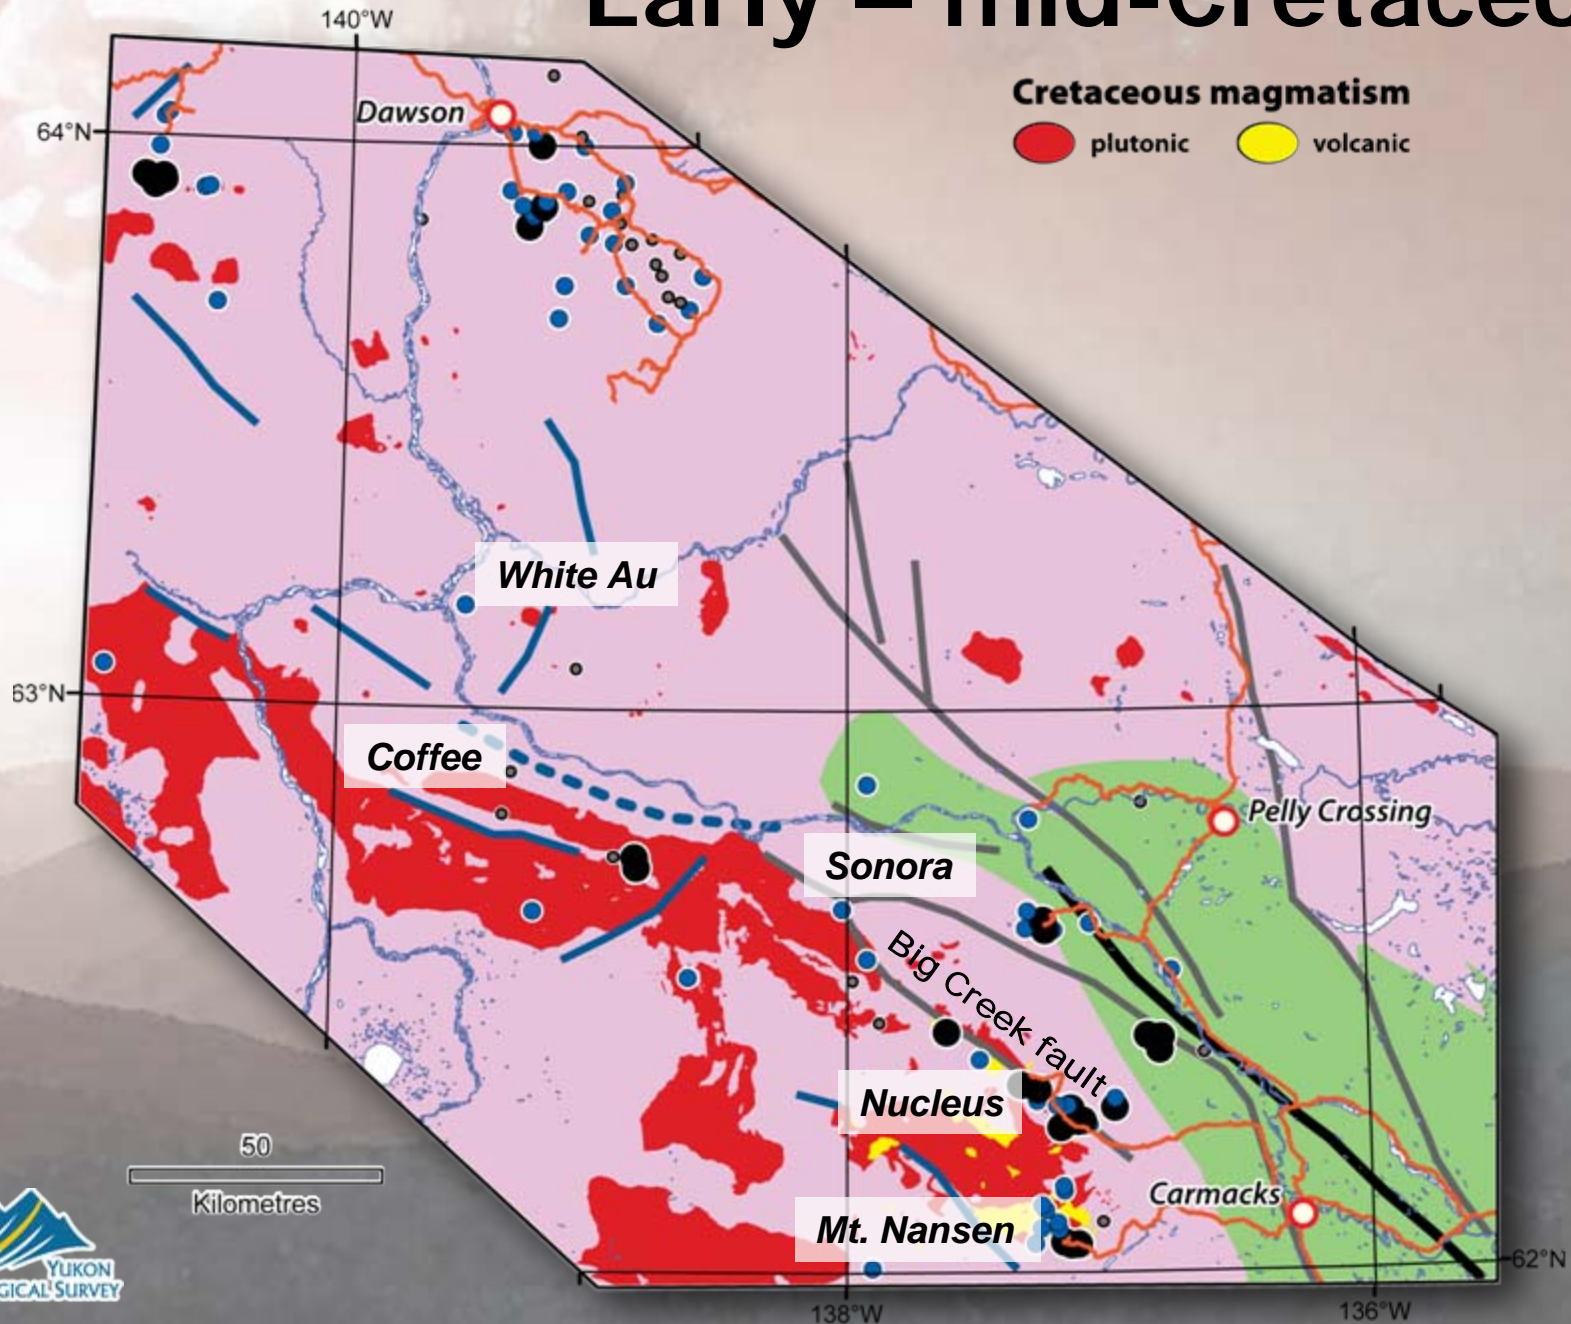 Early – mid-Cretaceo
140°W
Cretaceous magmatism
plutonic
volcanic
Dawson
64°N
White Au
63°N
Coffee
Pelly Crossing
Sonora
Big Creek fault
Nucleus
50
Kilometres
Carmacks
Mt. Nansen
YUKON
GICAL SURVEY
62°N
138°W
136°W